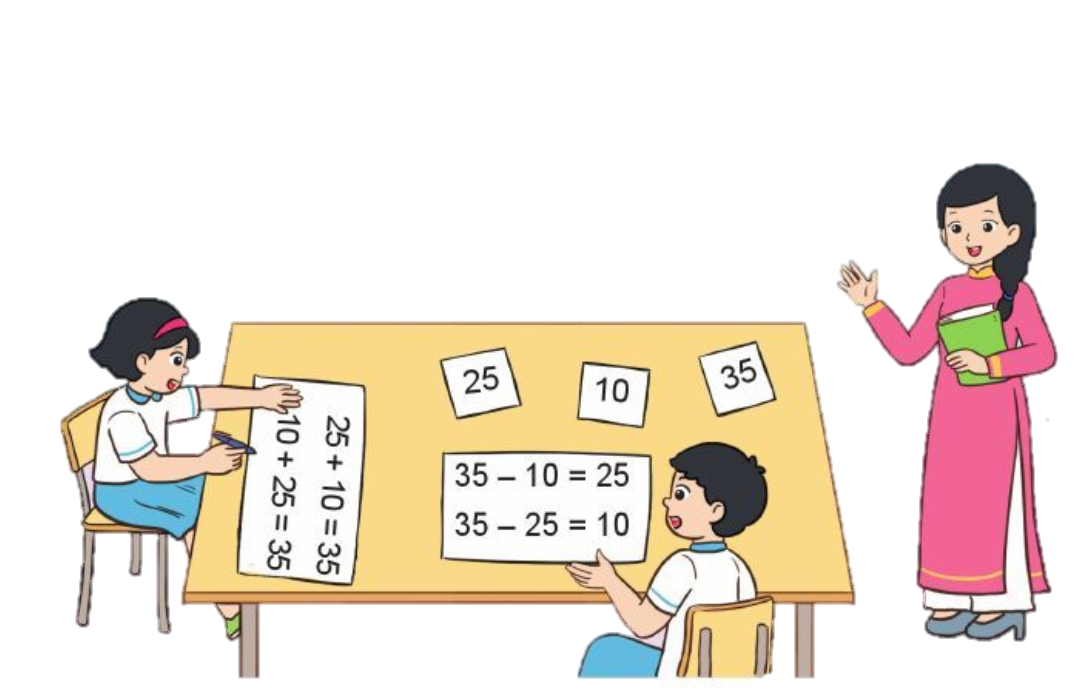 25
10
35
25 + 10 = 35
10 + 25 = 35
35 – 10 = 25
35 – 25 = 10